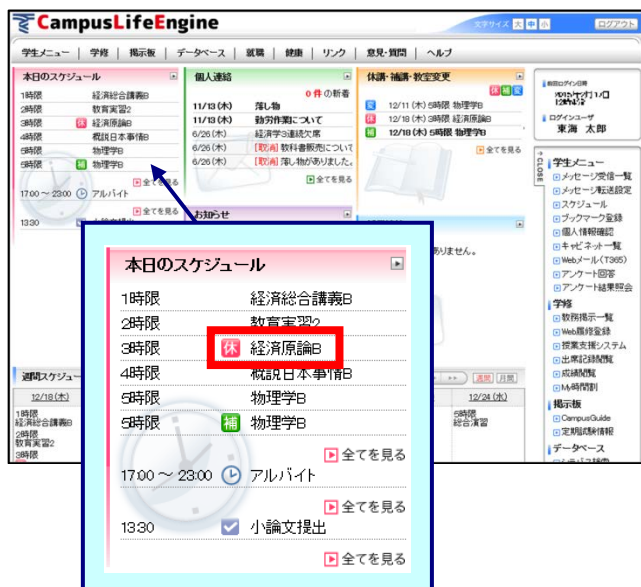 CampusLifeEngine
文字サイズ 大 中 小 ログアウト
学生メニュー 学修 掲示板 データベース 就職 健康 リンク 意見・質問 ヘルプ
本日のスケジュール
1時限 経済総合講義B
2時限 教育実習2
3時限 休 経済原論B
4時限 概説日本事情B
5時限 物理学B
5時限 補 物理学B
全てを見る
17:00 ～ 23:00 アルバイト
全てを見る
13:30
個人連絡
0 件の新着
11/13(木) 落し物
11/13(木) 勤労作業について
6/26(木) 経済学3連続欠席
6/26(木) [取消] 教科書販売について
6/26(木) [取消] 落し物がありました。
全てを見る
お知らせ
休講・補講・教室変更
休 補 変
変 12/11(木) 5時限 物理学B
休 12/18(木) 3時限 経済原論B
補 12/18(木) 5時限 物理学B
全てを見る
ありません。
前回ログイン日時
ログインユーザ
東海 太郎
CLOSE
学生メニュー
メッセージ受信一覧
メッセージ転送設定
スケジュール
ブックマーク登録
個人情報確認
キャビネット一覧
Webメール(T365)
アンケート回答
アンケート結果照会
学修
教務掲示一覧
Web履修登録
授業支援システム
出席記録閲覧
成績閲覧
My時間割
掲示板
CampusGuide
定期試験情報
データベース
週間スケジュー
週間 月間
12/18(木)
1時限
経済総合講義B
2時限
教育実習2
12/24(水)
5時限
総合演習
本日のスケジュール
1時限 経済総合講義B
2時限 教育実習2
3時限 休 経済原論B
4時限 概説日本事情B
5時限 物理学B
5時限 補 物理学B
全てを見る
17:00 ～ 23:00 アルバイト
全てを見る
13:30 小論文提出
全てを見る